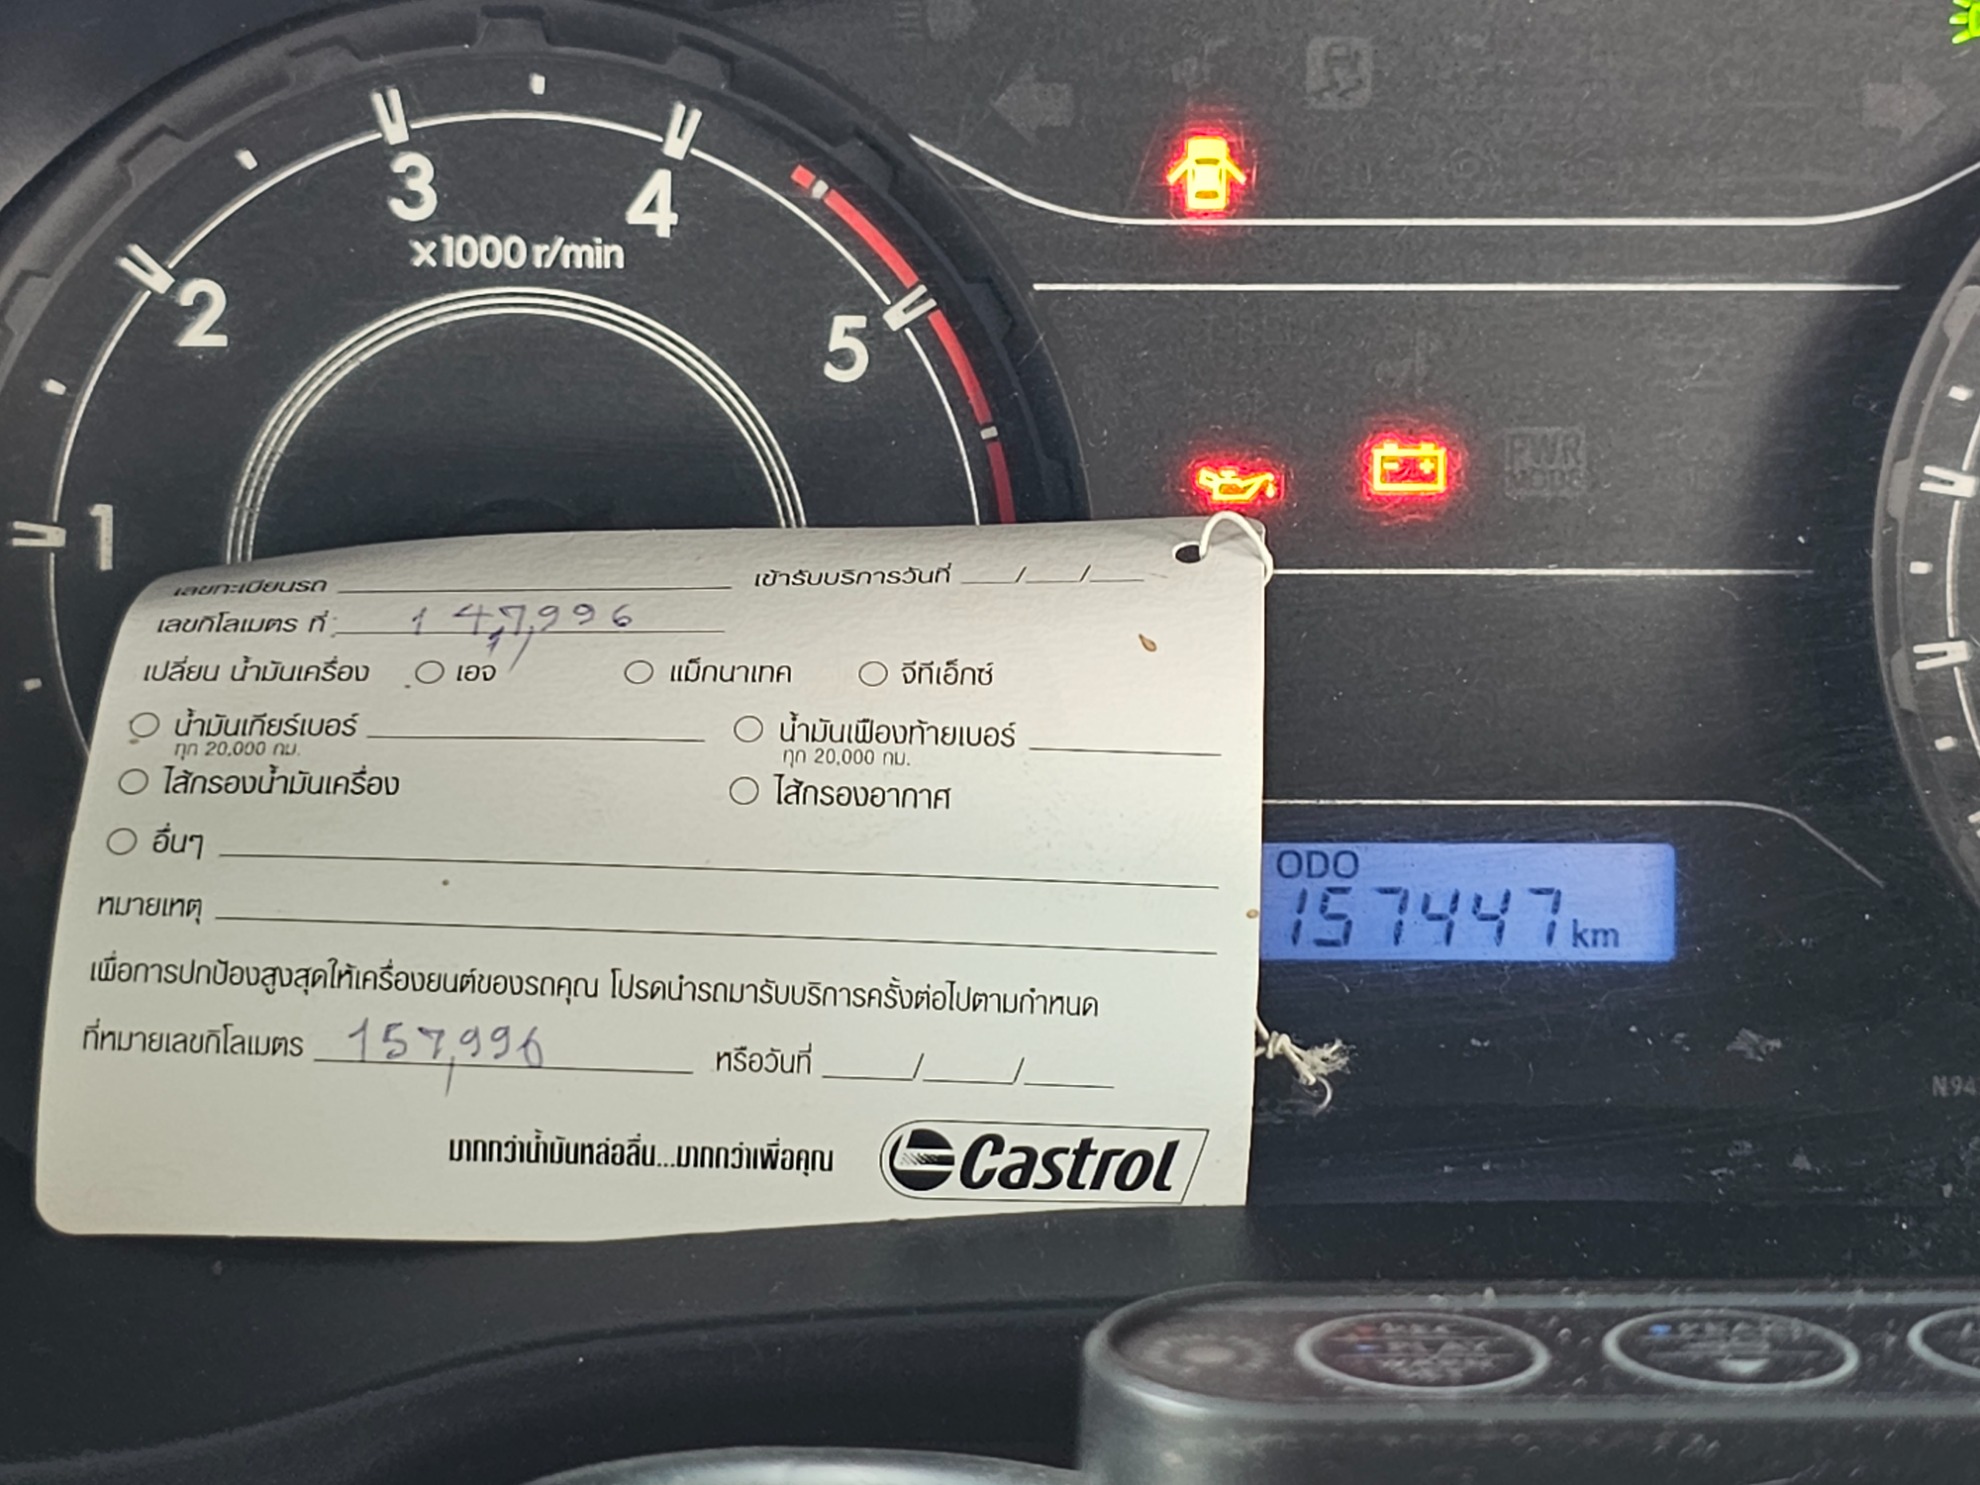 3
4
×1000 r/min
2
5
1
PWR
MODE
เลขทะเบียนรถ เข้ารับบริการวันที่ / /
เลขกิโลเมตร ที่ 147,996
เปลี่ยน น้ำมันเครื่อง เอจ แม็กนาเทค จีทีเอ็กซ์
น้ำมันเกียร์เบอร์ น้ำมันเฟืองท้ายเบอร์
ทุก 20,000 กม. ทุก 20,000 กม.
ไส้กรองน้ำมันเครื่อง ไส้กรองอากาศ
อื่นๆ
หมายเหตุ
ODO
157447 km
เพื่อการปกป้องสูงสุดให้เครื่องยนต์ของรถคุณ โปรดนำรถมารับบริการครั้งต่อไปตามกำหนด
ที่หมายเลขกิโลเมตร 157,996 หรือวันที่ / /
มากกว่าน้ำมันหล่อลื่น...มากกว่าเพื่อคุณ Castrol
N94